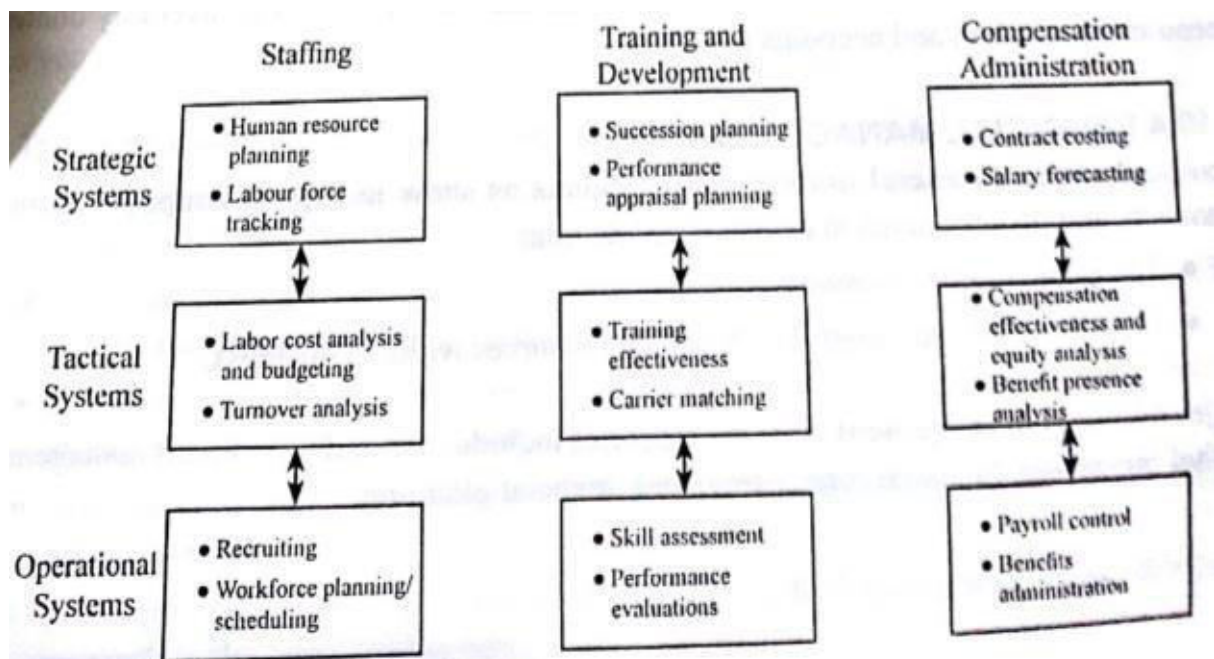 Staffing
Training and
Development
Compensation
Administration
Strategic
Systems
• Human resource
planning
• Labour force
tracking
• Succession planning
• Performance
appraisal planning
• Contract costing
• Salary forecasting
Tactical
Systems
• Labor cost analysis
and budgeting
• Turnover analysis
• Training
effectiveness
• Carrier matching
• Compensation
effectiveness and
equity analysis
• Benefit presence
analysis
Operational
Systems
• Recruiting
• Workforce planning/
scheduling
• Skill assessment
• Performance
evaluations
• Payroll control
• Benefits
administration